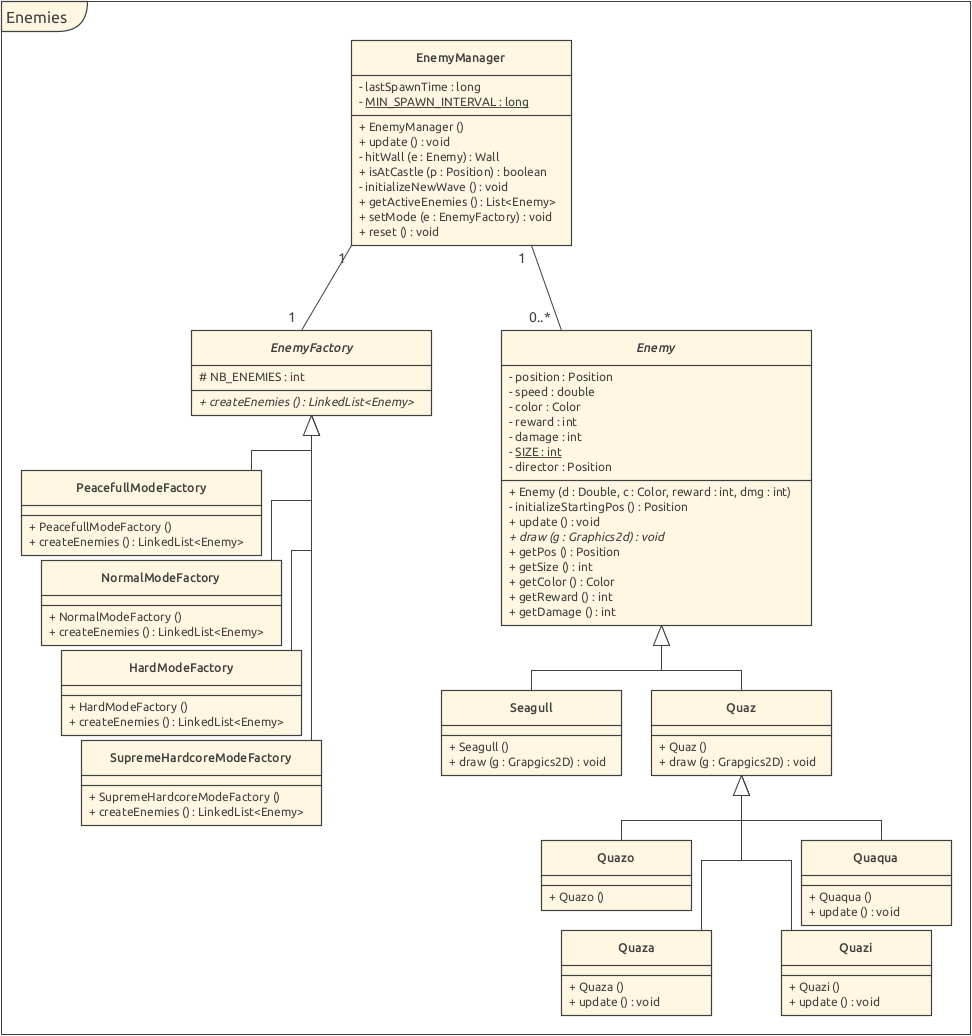 Enemies
EnemyManager
- lastSpawnTime : long
- MIN_SPAWN_INTERVAL : long
+ EnemyManager ()
+ update () : void
- hitWall (e : Enemy) : Wall
+ isAtCastle (p : Position) : boolean
- initializeNewWave () : void
+ getActiveEnemies () : List<Enemy>
+ setMode (e : EnemyFactory) : void
+ reset () : void
1
1
1
0..*
EnemyFactory
# NB_ENEMIES : int
+ createEnemies () : LinkedList<Enemy>
Enemy
- position : Position
- speed : double
- color : Color
- reward : int
- damage : int
- SIZE : int
- director : Position
+ Enemy (d : Double, c : Color, reward : int, dmg : int)
- initializeStartingPos () : Position
+ update () : void
+ draw (g : Graphics2d) : void
+ getPos () : Position
+ getSize () : int
+ getColor () : Color
+ getReward () : int
+ getDamage () : int
PeacefullModeFactory
+ PeacefullModeFactory ()
+ createEnemies () : LinkedList<Enemy>
NormalModeFactory
+ NormalModeFactory ()
+ createEnemies () : LinkedList<Enemy>
HardModeFactory
+ HardModeFactory ()
+ createEnemies () : LinkedList<Enemy>
SupremeHardcoreModeFactory
+ SupremeHardcoreModeFactory ()
+ createEnemies () : LinkedList<Enemy>
Seagull
+ Seagull ()
+ draw (g : Grapgics2D) : void
Quaz
+ Quaz ()
+ draw (g : Grapgics2D) : void
Quazo
+ Quazo ()
Quaqua
+ Quaqua ()
+ update () : void
Quaza
+ Quaza ()
+ update () : void
Quazi
+ Quazi ()
+ update () : void